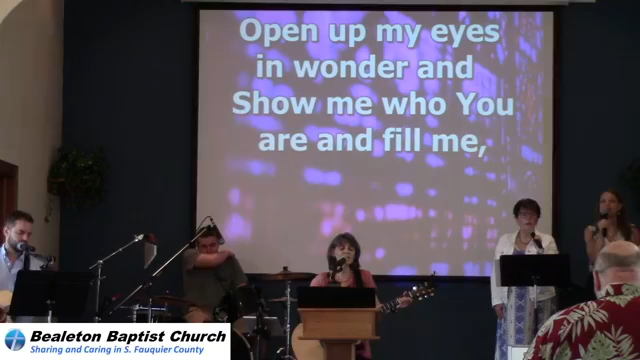 Open up my eyes
in wonder and
Show me who You
are and fill me,
Bealeton Baptist Church
Sharing and Caring in S. Fauquier County